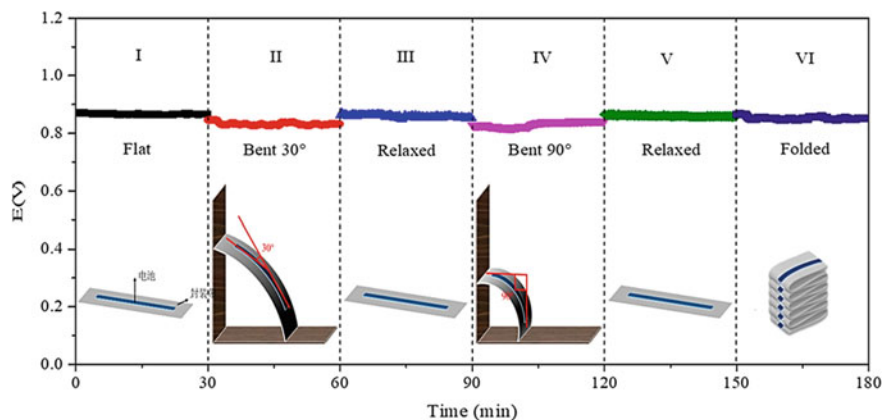 1.2
1.0
0.8
0.6
0.4
0.2
0.0
E(V)
I
II
III
IV
V
VI
Flat
Bent 30°
Relaxed
Bent 90°
Relaxed
Folded
电池
封装
30°
90
0
30
60
90
120
150
180
Time (min)